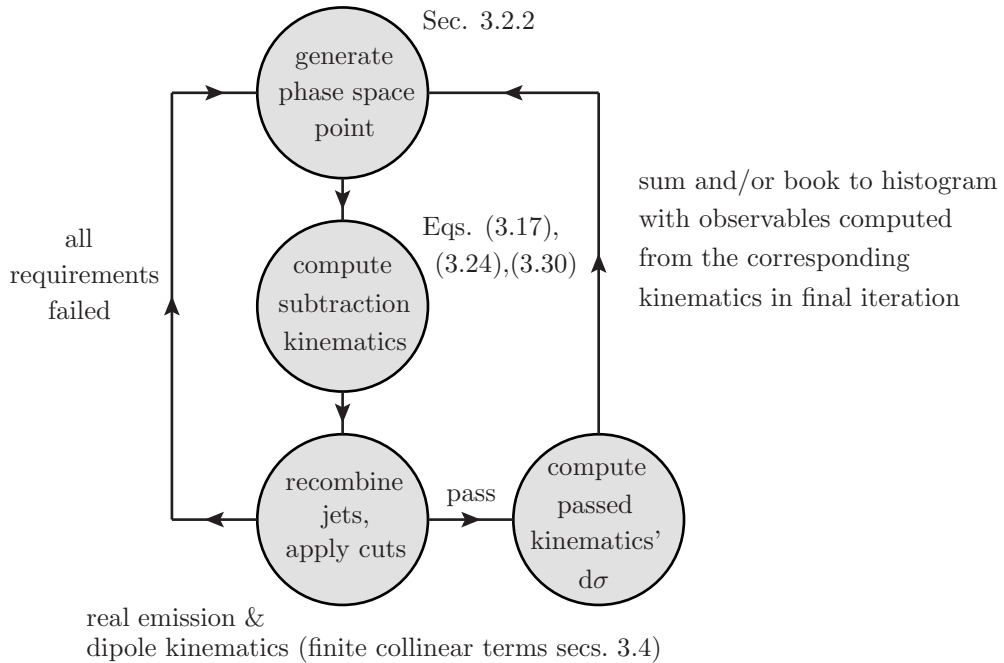 Sec. 3.2.2
generate
phase space
point
sum and/or book to histogram
with observables computed
from the corresponding
kinematics in final iteration
Eqs. (3.17),
(3.24),(3.30)
all
requirements
failed
compute
subtraction
kinematics
recombine
jets,
apply cuts
pass
compute
passed
kinematics'
dσ
real emission &
dipole kinematics (finite collinear terms secs. 3.4)